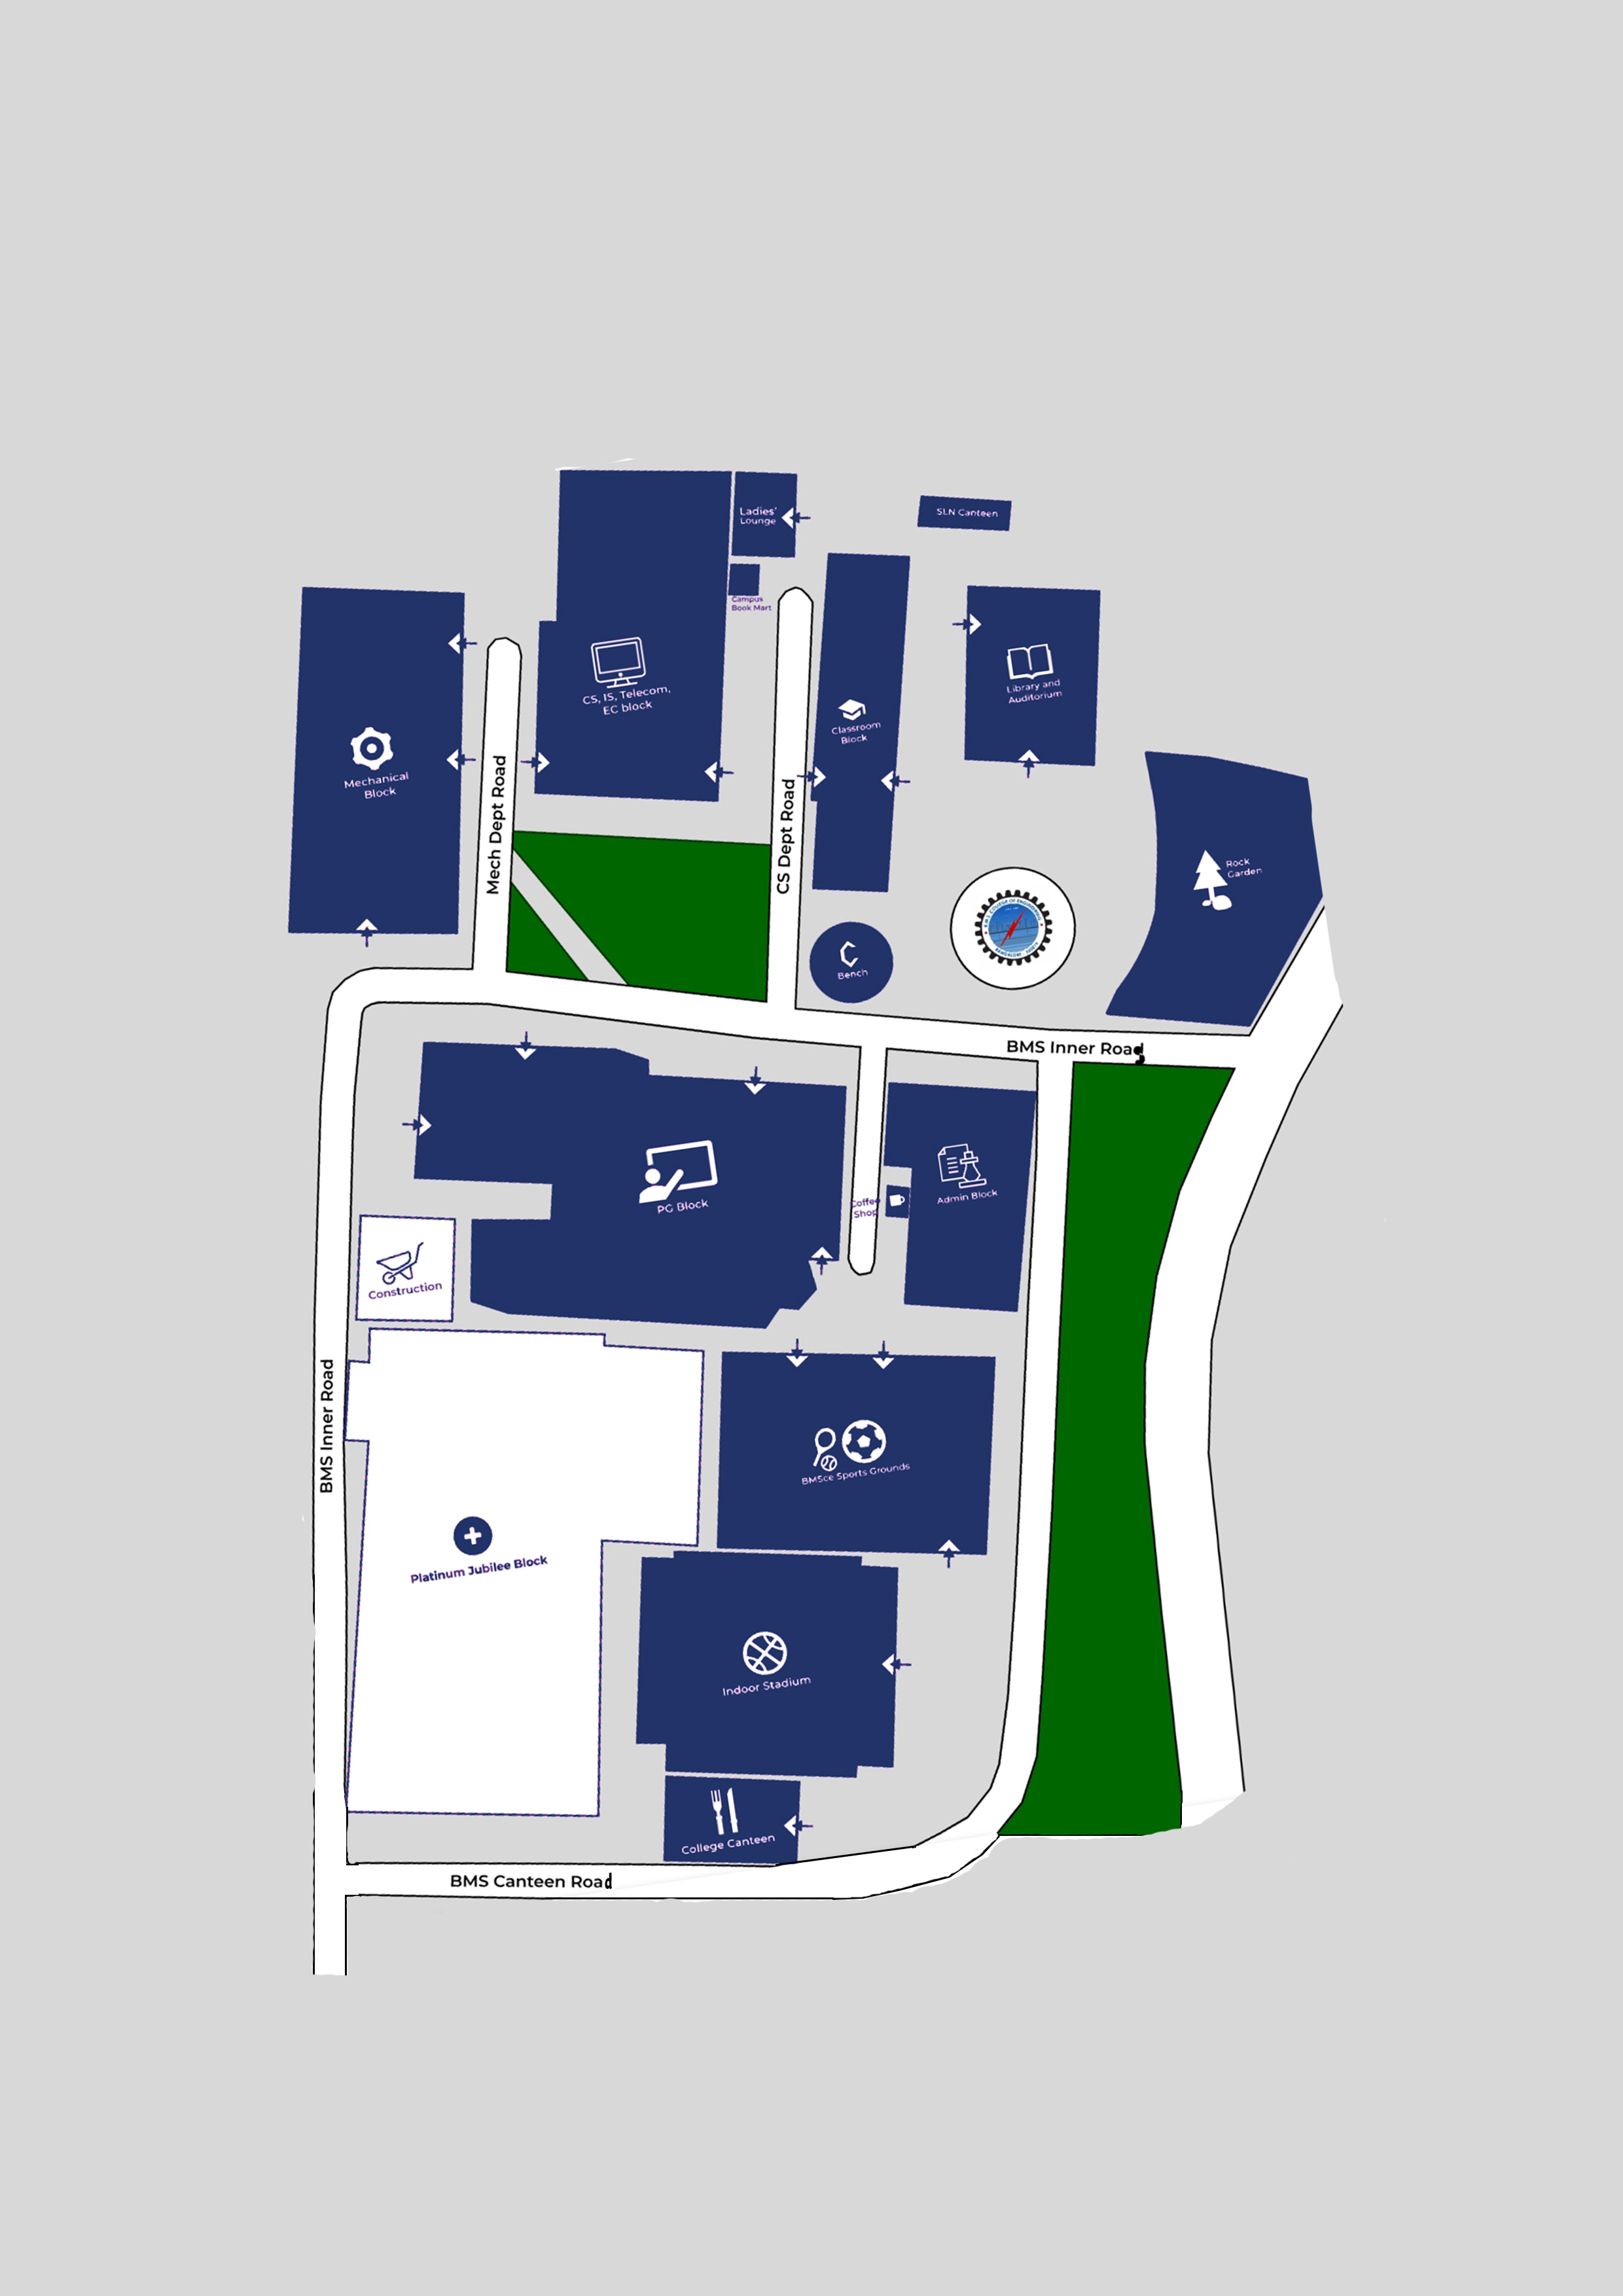 Ladies'
Lounge
SLN Canteen
Campus
Book Mart
CS, IS, Telecom,
EC block
Library and
Auditorium
Classroom
Block
Mechanical
Block
Mech Dept Road
CS Dept Road
Rock
Garden
Bench
BMS Inner Road
PG Block
Admin Block
Coffee
Shop
Construction
BMS Inner Road
BMSce Sports Grounds
Platinum Jubilee Block
Indoor Stadium
College Canteen
BMS Canteen Road